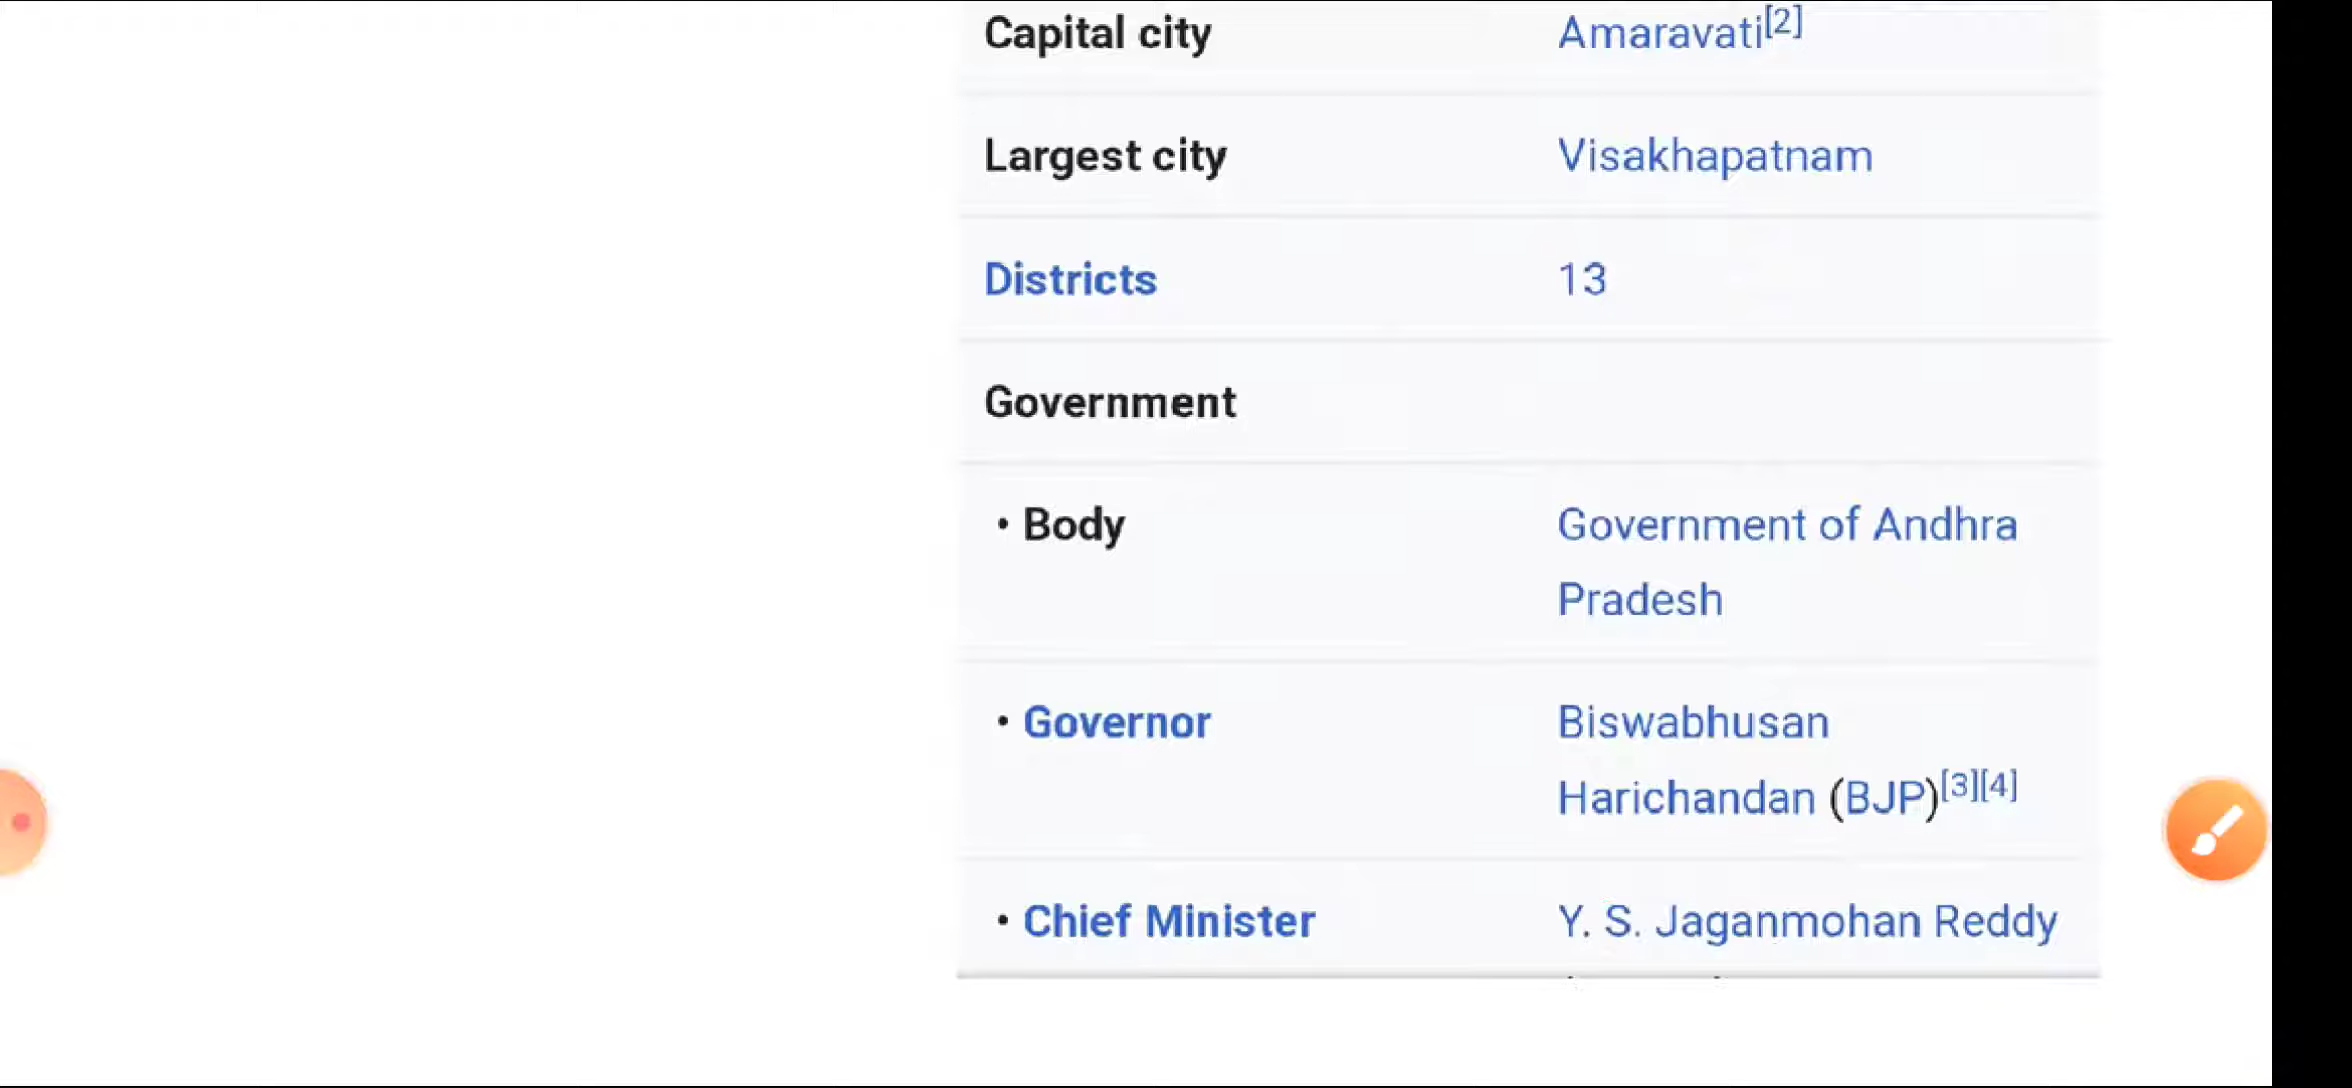 Capital city Amaravati[2]
Largest city Visakhapatnam
Districts 13
Government
• Body Government of Andhra
Pradesh
• Governor Biswabhusan
Harichandan (BJP)[3][4]
• Chief Minister Y. S. Jaganmohan Reddy